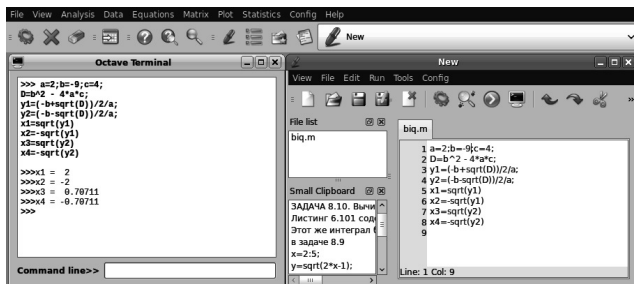 File View Analysis Data Equations Matrix Plot Statistics Config Help
New
Octave Terminal
>>> a=2;b=-9;c=4;
D=b^2 - 4*a*c;
y1=(-b+sqrt(D))/2/a;
y2=(-b-sqrt(D))/2/a;
x1=sqrt(y1)
x2=-sqrt(y1)
x3=sqrt(y2)
x4=-sqrt(y2)
>>>x1 = 2
>>>x2 = -2
>>>x3 = 0.70711
>>>x4 = -0.70711
>>>
Command line>>
New
View File Edit Run Tools Config
File list
biq.m
Small Clipboard
ЗАДАЧА 8.10. Вычи
Листинг 6.101 сод
Этот же интеграл
в задаче 8.9
x=2:5;
y=sqrt(2*x-1);
biq.m
1 a=2;b=-9;c=4;
2 D=b^2 - 4*a*c;
3 y1=(-b+sqrt(D))/2/a;
4 y2=(-b-sqrt(D))/2/a;
5 x1=sqrt(y1)
6 x2=-sqrt(y1)
7 x3=sqrt(y2)
8 x4=-sqrt(y2)
9
Line: 1 Col: 9